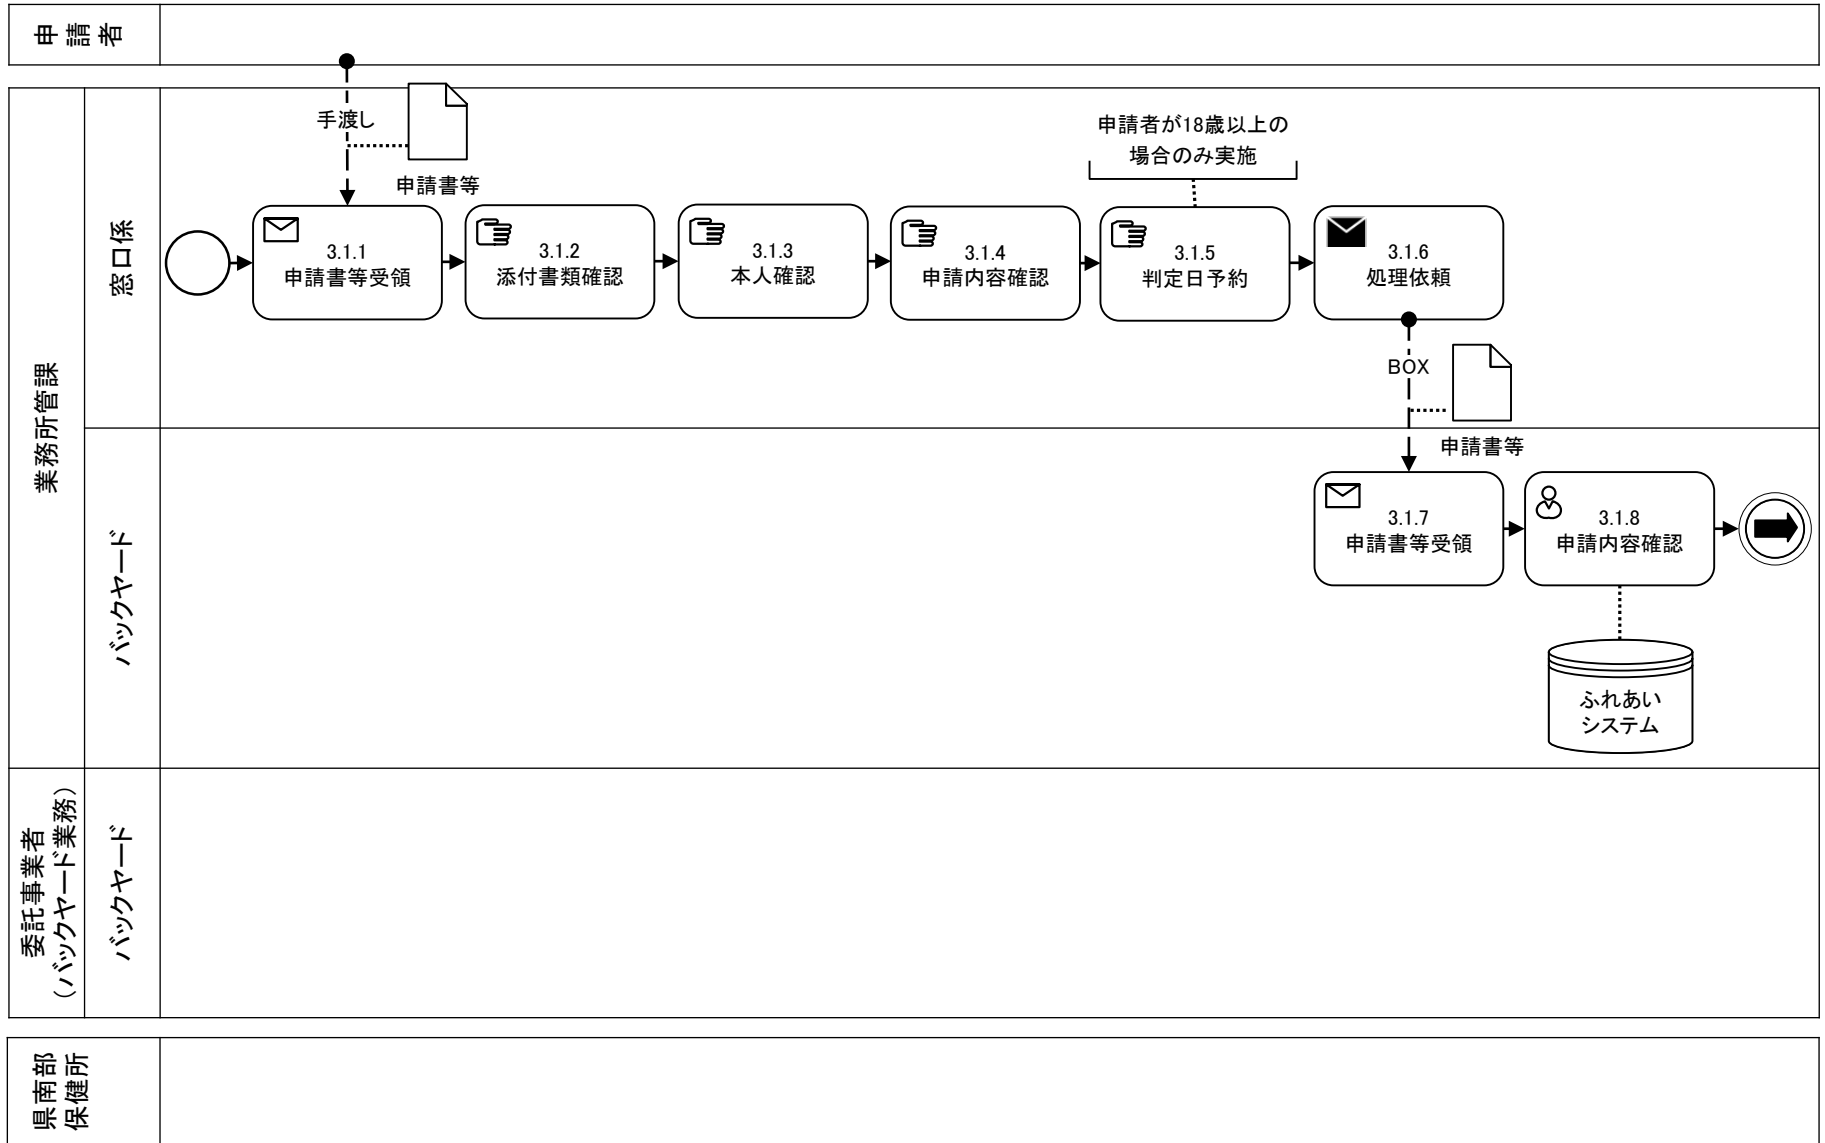 申請者
手渡し
申請書等
申請者が18歳以上の
場合のみ実施
業務所管課
窓口係
3.1.1
申請書等受領
3.1.2
添付書類確認
3.1.3
本人確認
3.1.4
申請内容確認
3.1.5
判定日予約
3.1.6
処理依頼
BOX
申請書等
バックヤード
3.1.7
申請書等受領
3.1.8
申請内容確認
ふれあい
システム
委託事業者
（バックヤード業務）
バックヤード
県南部
保健所